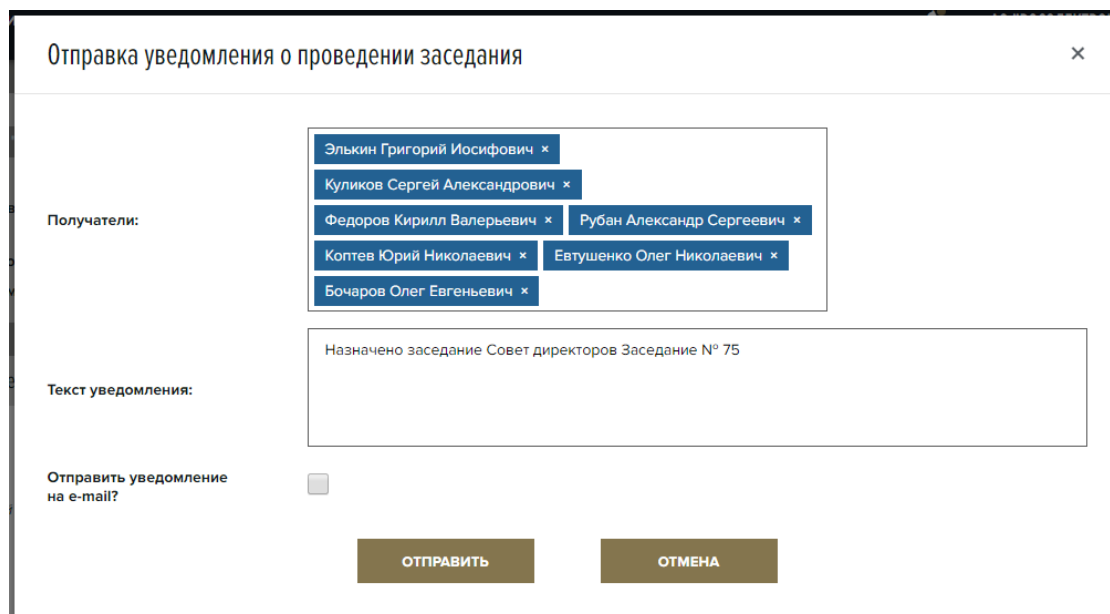 Отправка уведомления о проведении заседания ×
Получатели:
Элькин Григорий Иосифович ×
Куликов Сергей Александрович ×
Федоров Кирилл Валерьевич × Рубан Александр Сергеевич ×
Коптев Юрий Николаевич × Евтушенко Олег Николаевич ×
Бочаров Олег Евгеньевич ×
Текст уведомления:
Назначено заседание Совет директоров Заседание № 75
Отправить уведомление
на e-mail?
ОТПРАВИТЬ ОТМЕНА